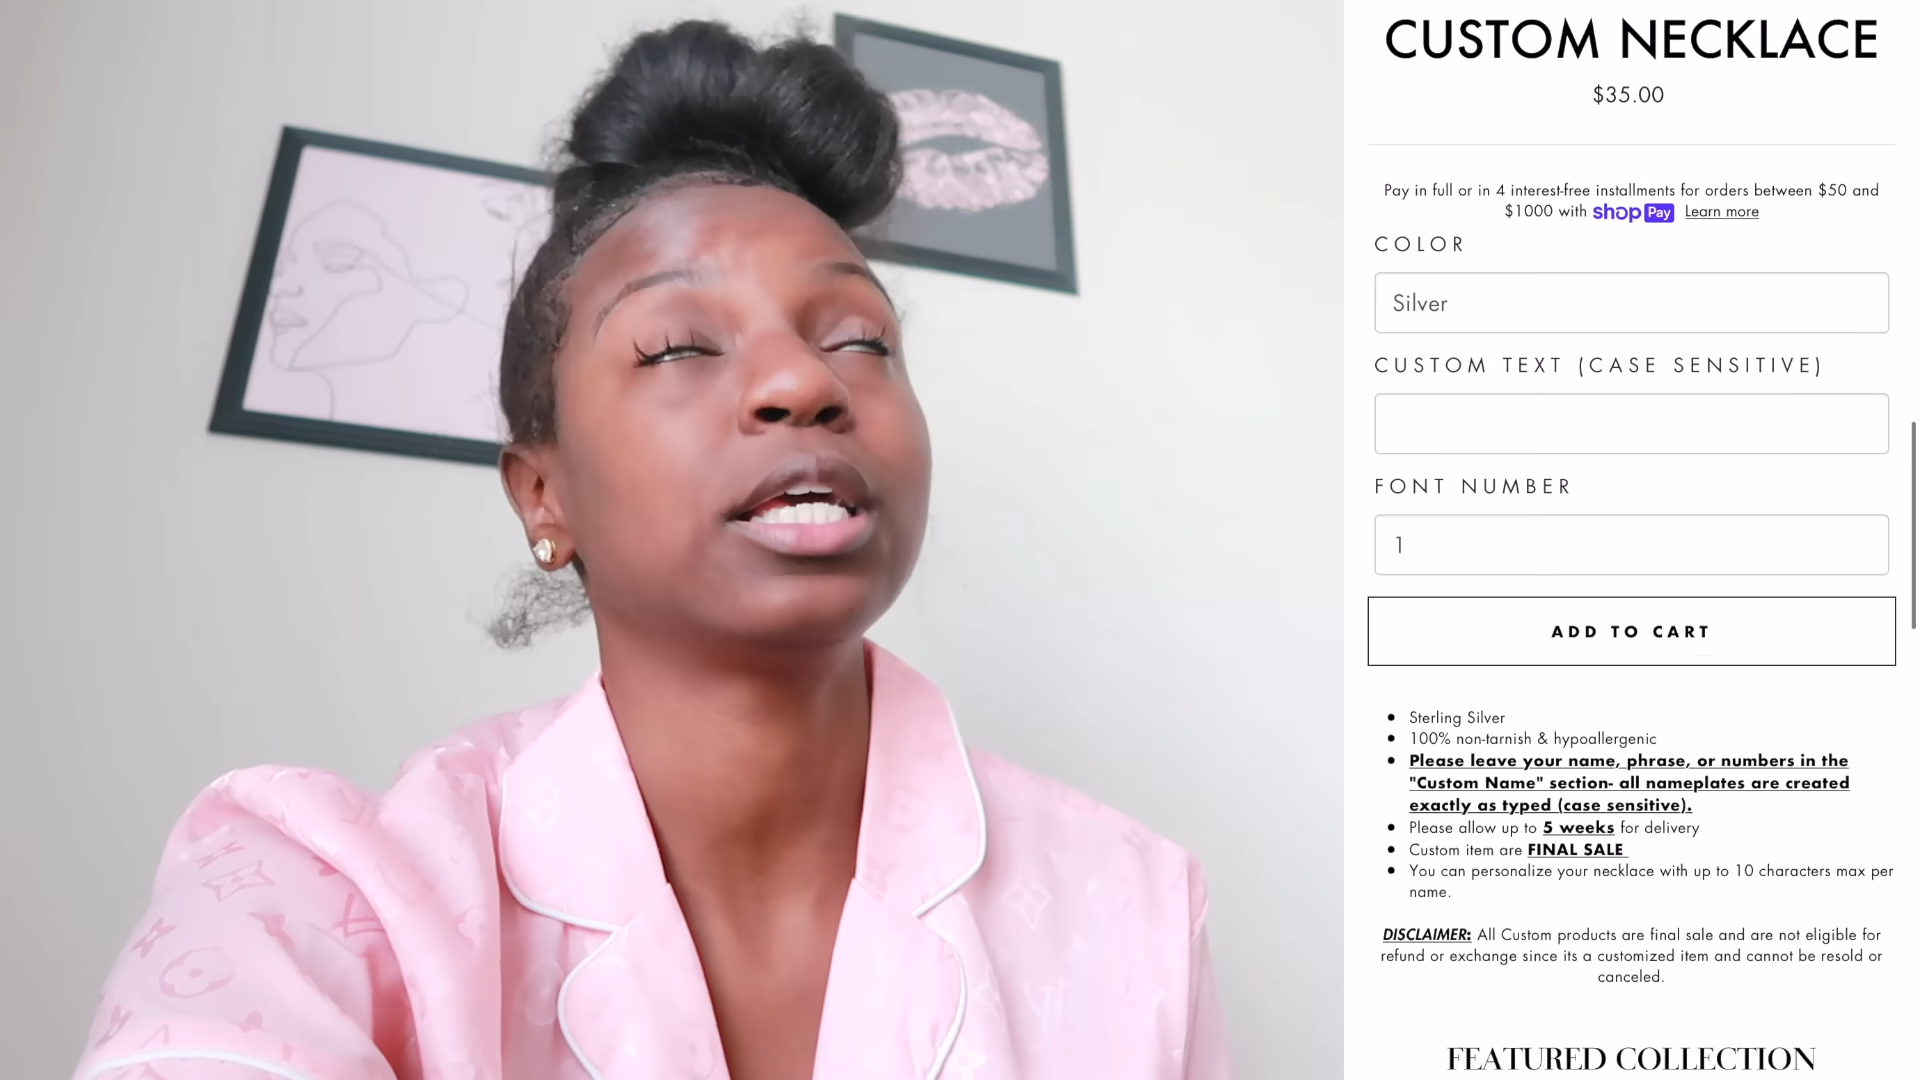 CUSTOM NECKLACE
$35.00
Pay in full or in 4 interest-free installments for orders between $50 and
$1000 with shop Pay Learn more
COLOR
Silver
CUSTOM TEXT (CASE SENSITIVE)
FONT NUMBER
1
ADD TO CART
Sterling Silver
100% non-tarnish & hypoallergenic
Please leave your name, phrase, or numbers in the
"Custom Name" section- all nameplates are created
exactly as typed (case sensitive).
Please allow up to 5 weeks for delivery
Custom item are FINAL SALE
You can personalize your necklace with up to 10 characters max per
name.
DISCLAIMER: All Custom products are final sale and are not eligible for
refund or exchange since its a customized item and cannot be resold or
canceled.
FEATURED COLLECTION